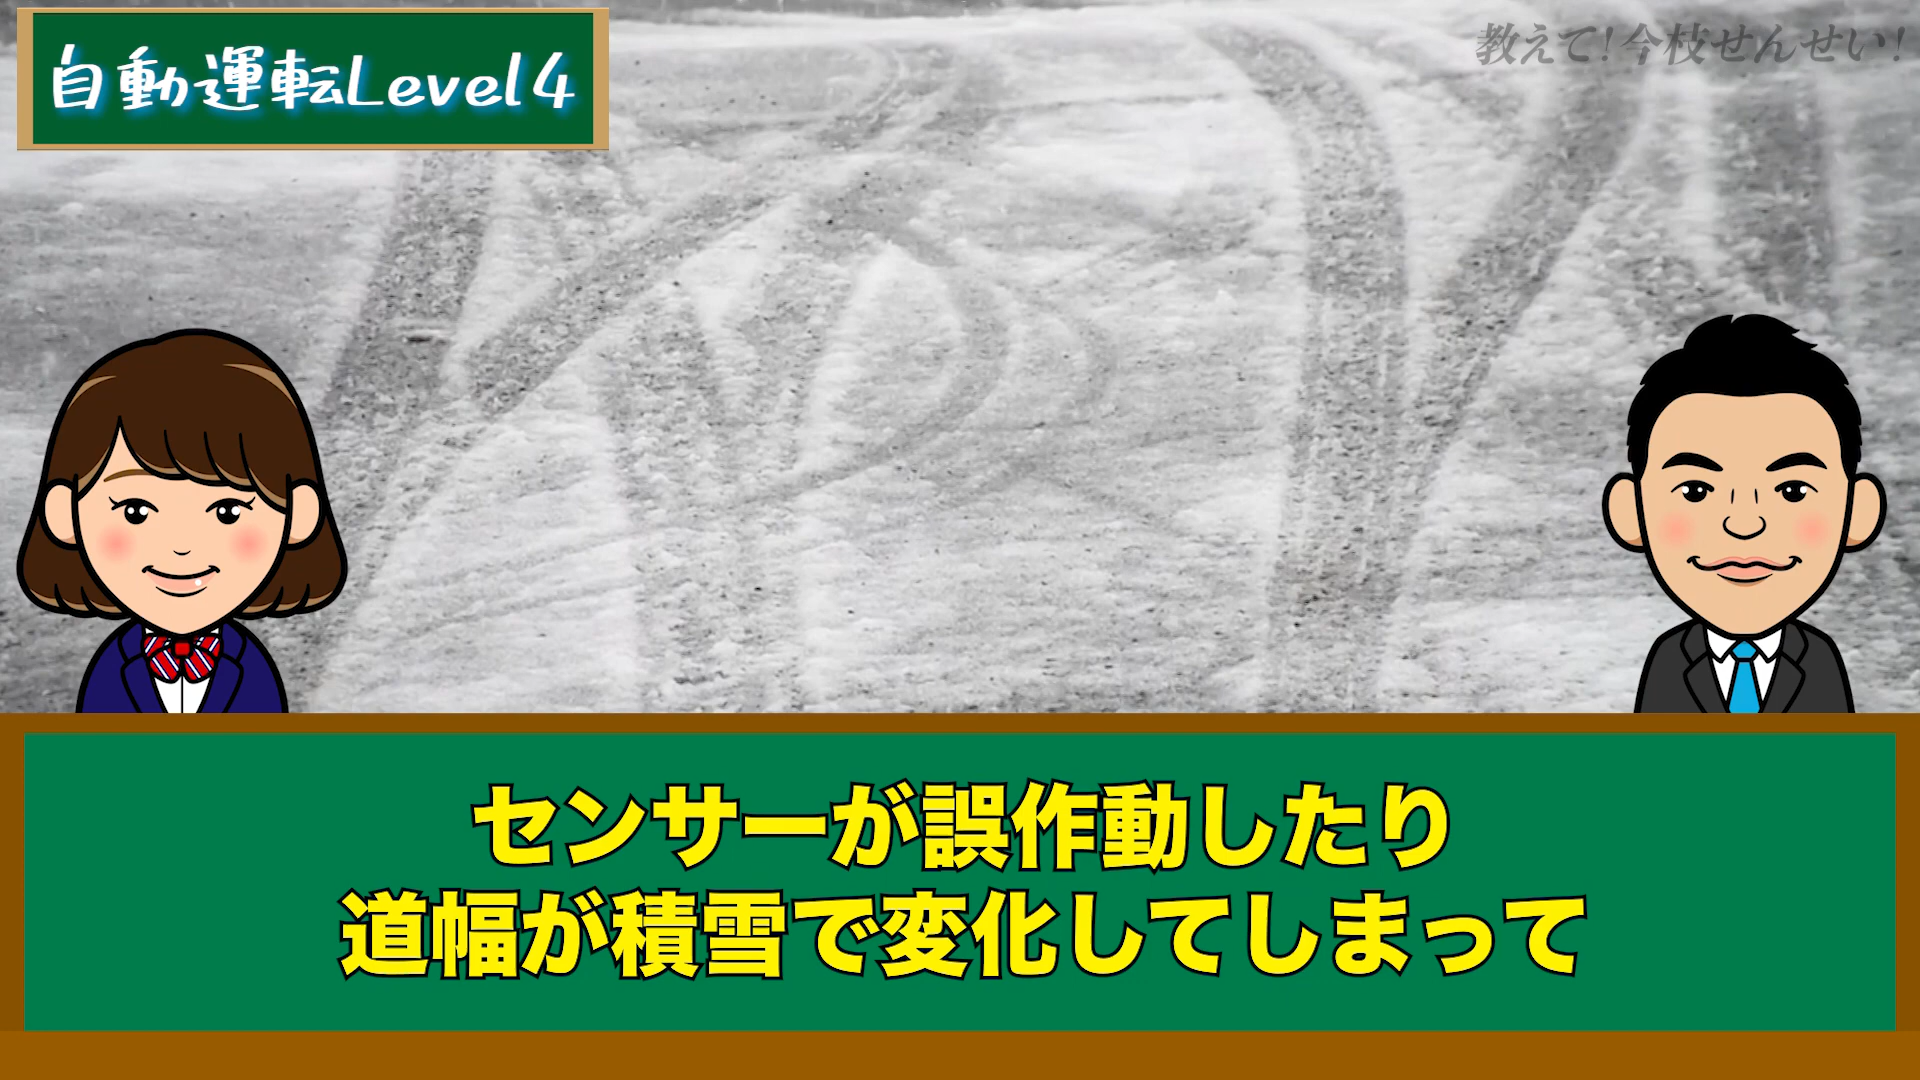 自動運転Level4
教えて!今枝せんせい!
センサーが誤作動したり
道幅が積雪で変化してしまって